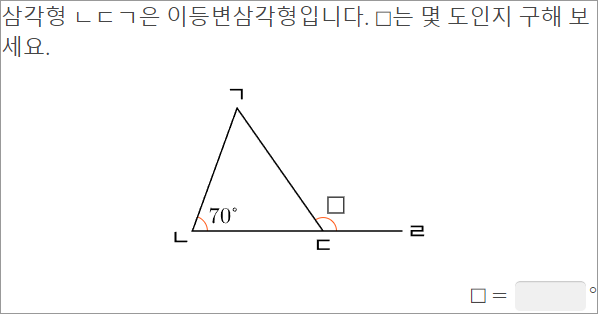 삼각형 ㄴㄷㄱ은 이등변삼각형입니다. □는 몇 도인지 구해 보
세요.
ㄱ
□
70°
ㄴ
ㄷ
ㄹ
□ = °